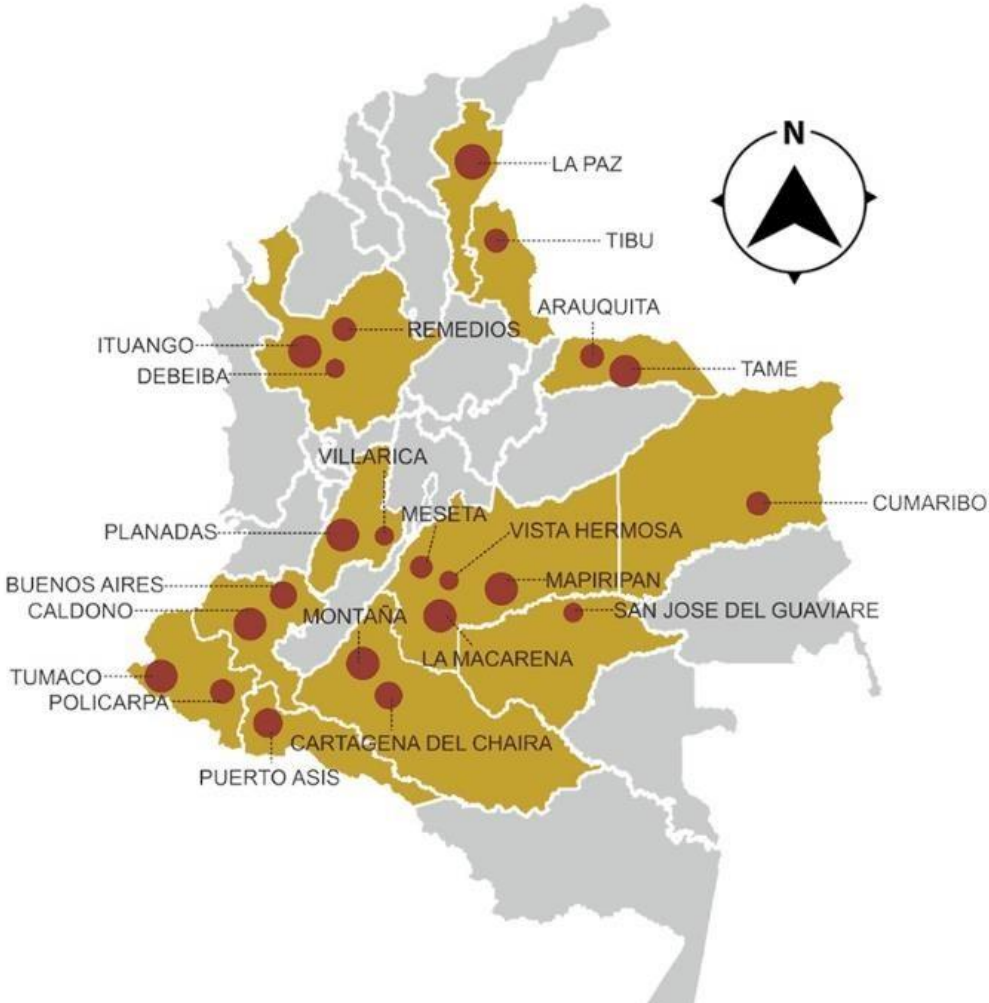 N
LA PAZ
TIBU
ARAUQUITA
REMEDIOS
ITUANGO
DEBEIBA
TAME
VILLARICA
CUMARIBO
MESETA
PLANADAS
VISTA HERMOSA
BUENOS AIRES
MAPIRIPAN
CALDONO
MONTAÑA
SAN JOSE DEL GUAVIARE
LA MACARENA
TUMACO
POLICARPA
CARTAGENA DEL CHAIRA
PUERTO ASIS